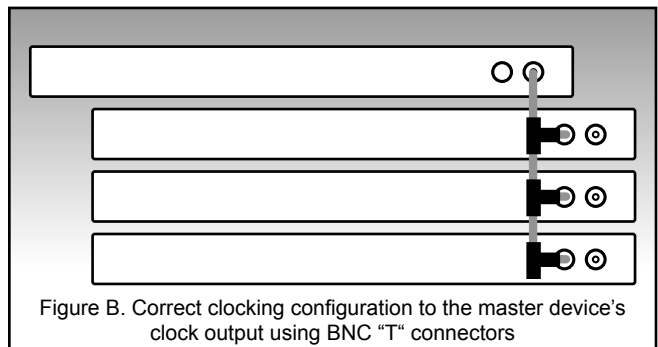 Figure B. Correct clocking configuration to the master device’s
clock output using BNC “T“ connectors